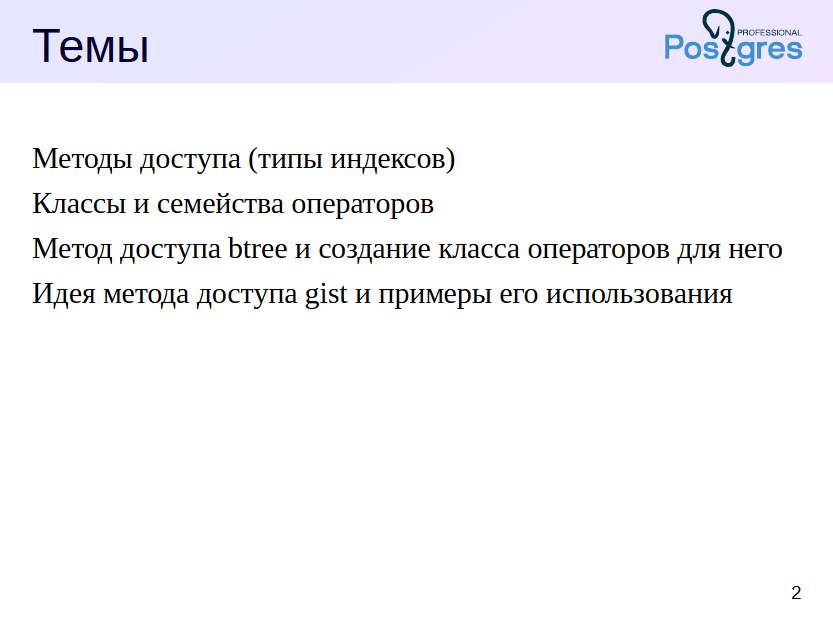 Темы
PROFESSIONAL
Postgres
Методы доступа (типы индексов)
Классы и семейства операторов
Метод доступа btree и создание класса операторов для него
Идея метода доступа gist и примеры его использования
2